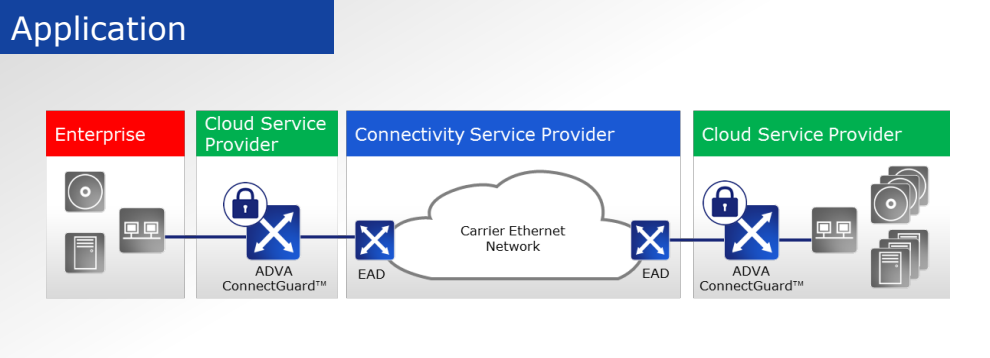 Application
Enterprise
Cloud Service
Provider
Connectivity Service Provider
Cloud Service Provider
Carrier Ethernet
Network
ADVA
ConnectGuard™
EAD
EAD
ADVA
ConnectGuard™